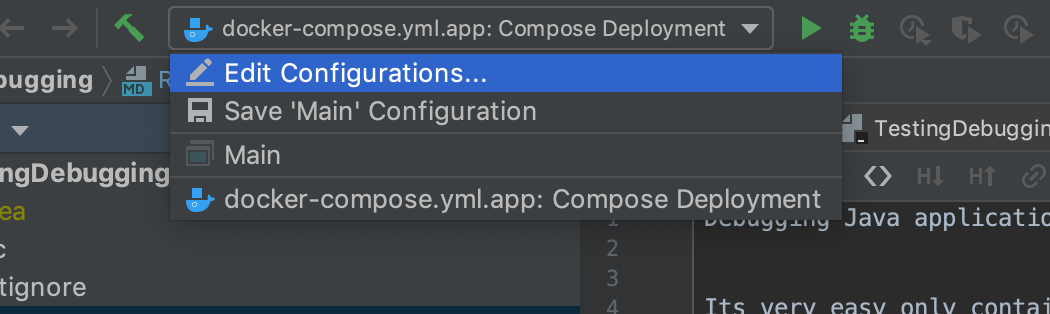 docker-compose.yml.app: Compose Deployment
Edit Configurations...
Save 'Main' Configuration
Main
docker-compose.yml.app: Compose Deployment
bugging
MD
R
TestingDebuggin
ngDebugging
H↓ H↑
ea
c
tignore
1 Debugging Java applicatio
2
3
4 Its very easy only contai